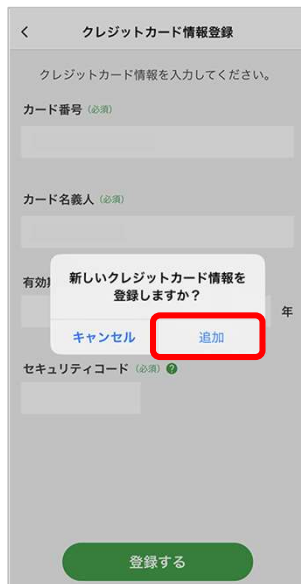 クレジットカード情報登録
クレジットカード情報を入力してください。
カード番号 (必須)
カード名義人 (必須)
有効
新しいクレジットカード情報を
登録しますか？
年
キャンセル
追加
セキュリティコード (必須) ?
登録する